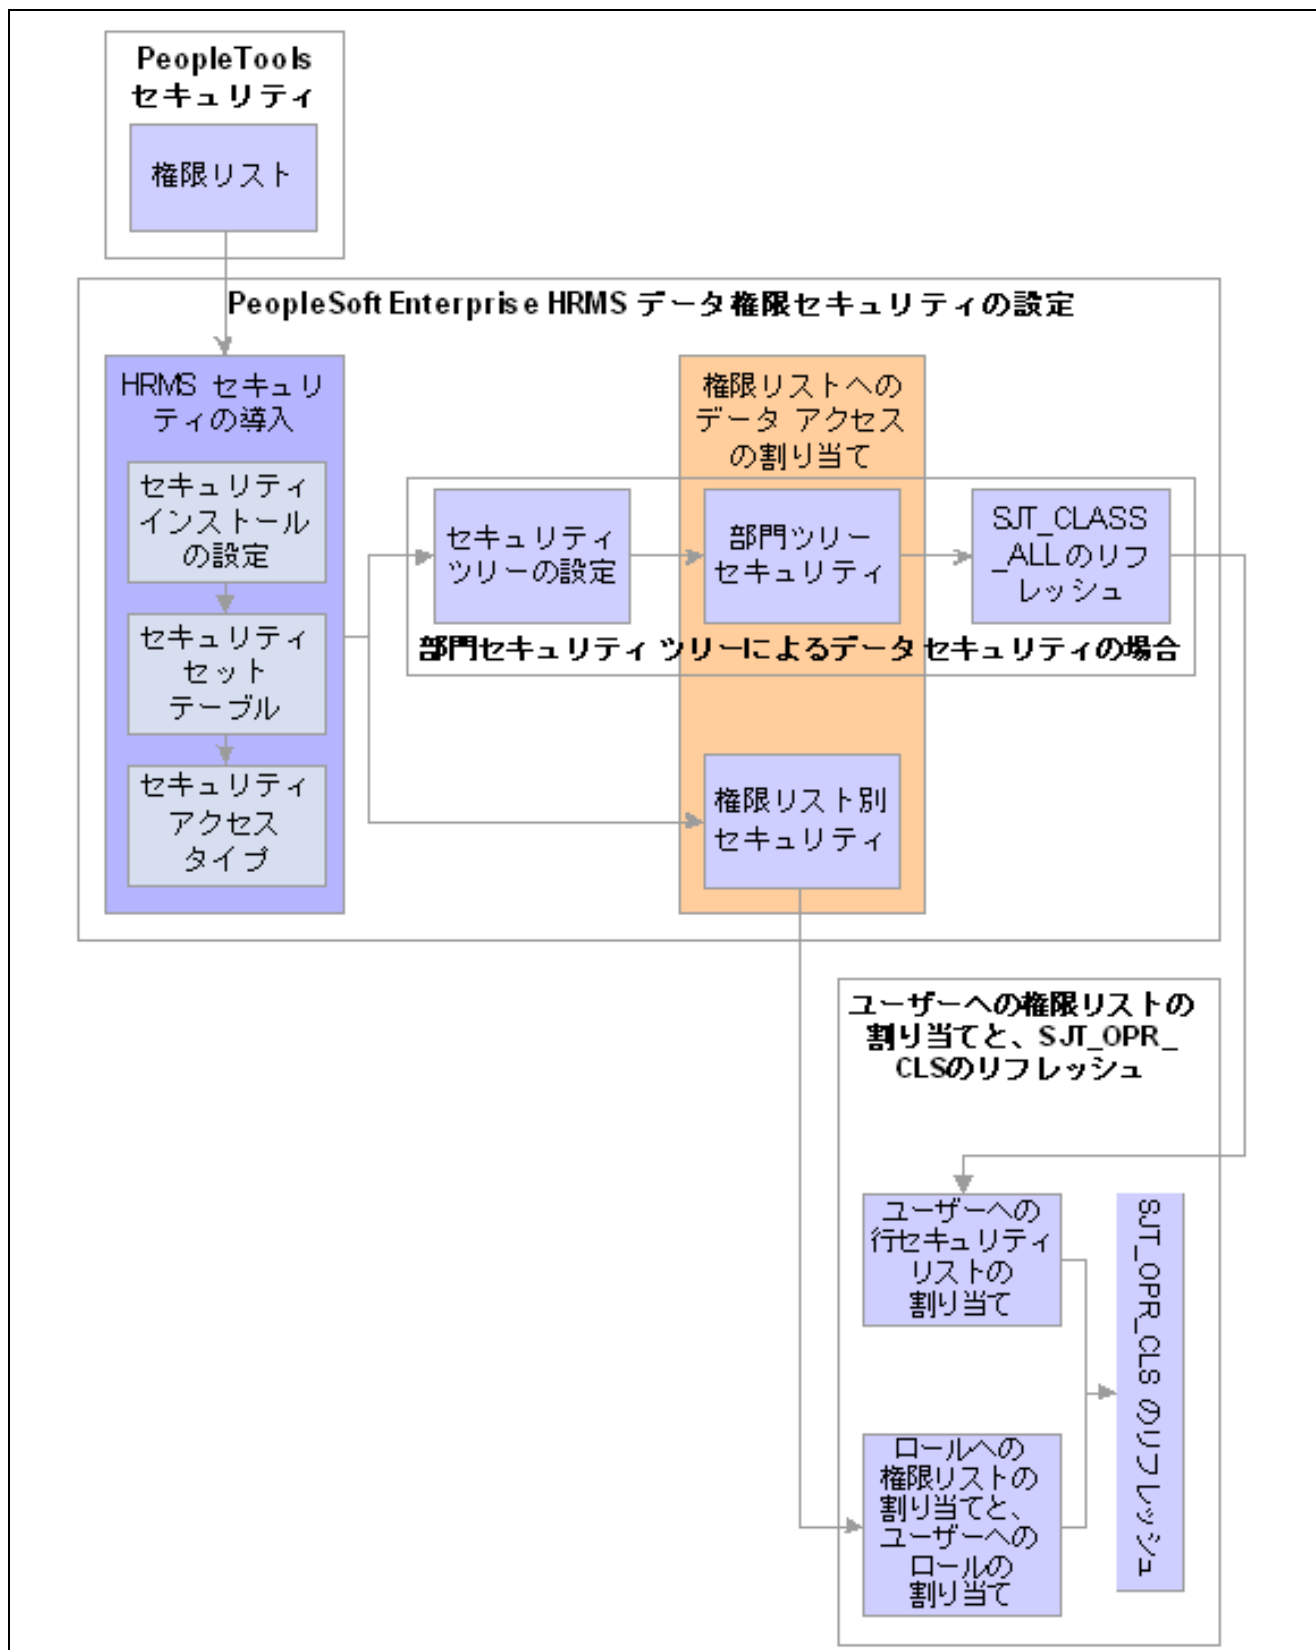 PeopleTools
セキュリティ
権限リスト
PeopleSoft Enterprise HRMS データ権限セキュリティの設定
HRMS セキュリ
ティの導入
セキュリティ
インストール
の設定
セキュリティ
セット
テーブル
セキュリティ
アクセス
タイプ
権限リストへの
データ アクセス
の割り当て
セキュリティ
ツリーの設定
部門ツリー
セキュリティ
SJT_CLASS
_ALLのリフ
レッシュ
部門セキュリティ ツリーによるデータ セキュリティの場合
権限リスト別
セキュリティ
ユーザーへの権限リストの
割り当てと、SJT_OPR_
CLSのリフレッシュ
ユーザーへの
行セキュリティ
リストの
割り当て
SJT_OPR_CLS のリフレッシュ
ロールへの
権限リストの
割り当てと、
ユーザーへの
ロールの
割り当て